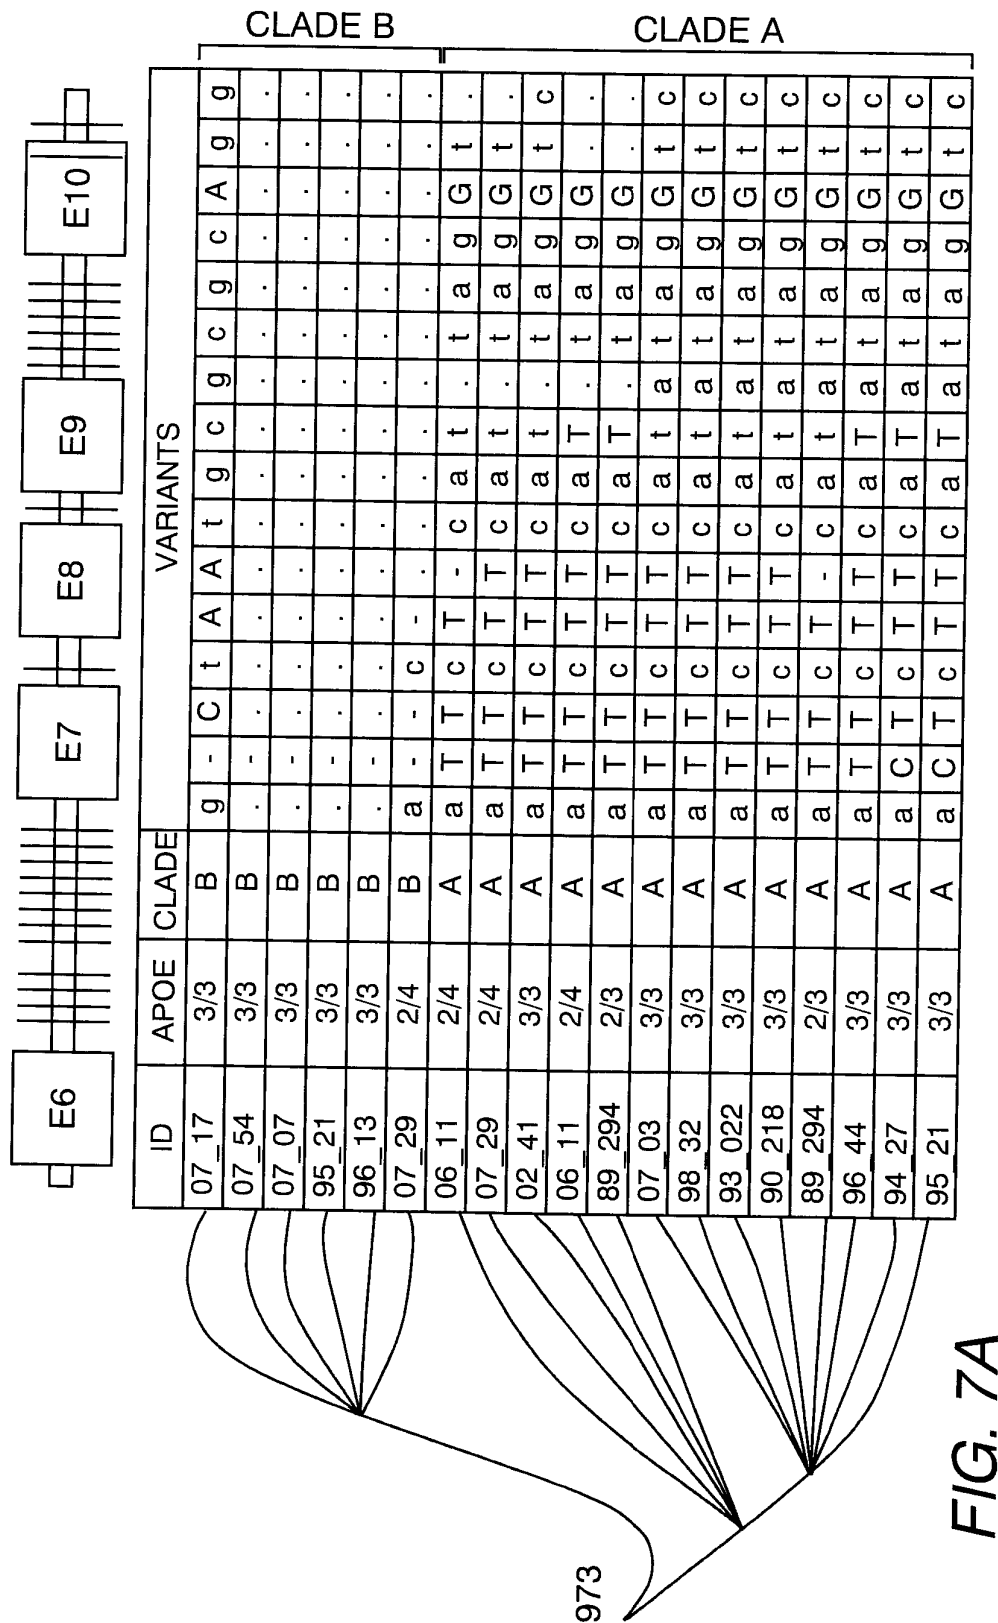 E6 E7 E8 E9 E10
ID APOE CLADE VARIANTS
07_17 3/3 B g - C t A A t g c g c g c A g g
07_54 3/3 B . - . . . . . . . . . . . . . .
07_07 3/3 B . - . . . . . . . . . . . . . .
95_21 3/3 B . - . . . . . . . . . . . . . .
96_13 3/3 B . - . . . . . . . . . . . . . .
07_29 2/4 B a - - c - . . . . . . . . . . .
06_11 2/4 A a T T c T - c a t . t a g G t .
07_29 2/4 A a T T c T T c a t . t a g G t .
02_41 3/3 A a T T c T T c a t . t a g G t c
06_11 2/4 A a T T c T T c a T . t a g G . .
89_294 2/3 A a T T c T T c a T . t a g G . .
07_03 3/3 A a T T c T T c a t a t a g G t c
98_32 3/3 A a T T c T T c a t a t a g G t c
93_022 3/3 A a T T c T T c a t a t a g G t c
90_218 3/3 A a T T c T T c a t a t a g G t c
89_294 2/3 A a T T c T - c a t a t a g G t c
96_44 3/3 A a T T c T T c a T a t a g G t c
94_27 3/3 A a C T c T T c a T a t a g G t c
95_21 3/3 A a C T c T T c a T a t a g G t c
CLADE B
CLADE A
973
FIG. 7A